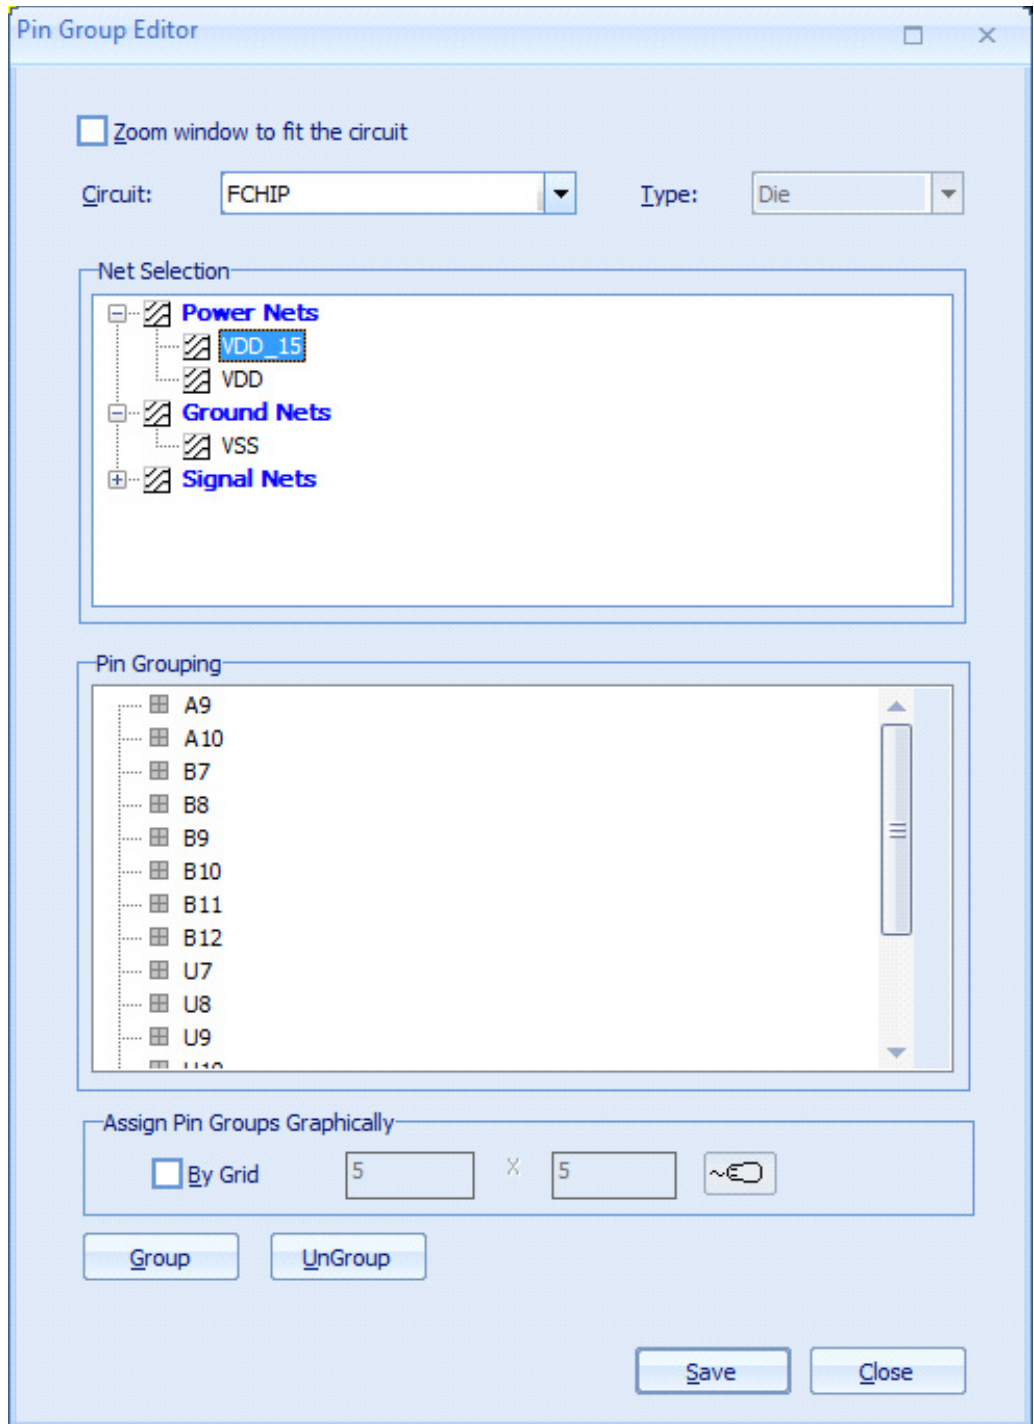 Pin Group Editor
Zoom window to fit the circuit
Circuit: FCHIP Type: Die
Net Selection
Power Nets
VDD_15
VDD
Ground Nets
VSS
Signal Nets
Pin Grouping
A9
A10
B7
B8
B9
B10
B11
B12
U7
U8
U9
Assign Pin Groups Graphically
By Grid 5 X 5
Group UnGroup
Save Close